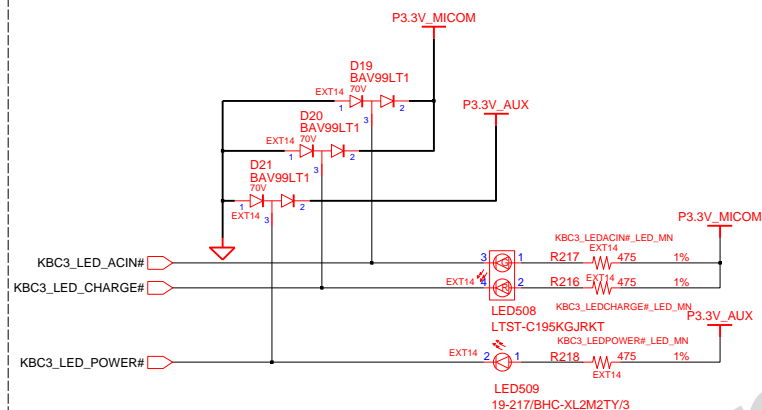 P3.3V_MICOM
D19
BAV99LT1
EXT14
70V
1
2
3
P3.3V_AUX
D20
BAV99LT1
EXT14
70V
1
2
3
D21
BAV99LT1
70V
1
2
EXT14
3
P3.3V_MICOM
KBC3_LEDACIN#_LED_MN
EXT14
KBC3_LED_ACIN#
3
G
1
R217
475
1%
KBC3_LED_CHARGE#
EXT14
4
R
2
R216
EXT14
475
1%
KBC3_LEDCHARGE#_LED_MN
LED508
LTST-C195KGJRKT
P3.3V_AUX
KBC3_LEDPOWER#_LED_MN
KBC3_LED_POWER#
EXT14
2
1
R218
475
1%
EXT14
LED509
19-217/BHC-XL2M2TY/3